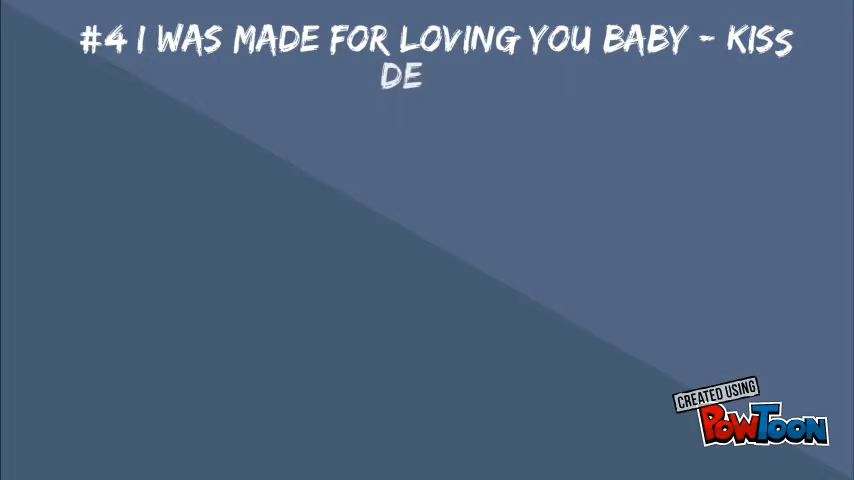 #4 I WAS MADE FOR LOVING YOU BABY - KISS
DE
CREATED USING
POWTOON